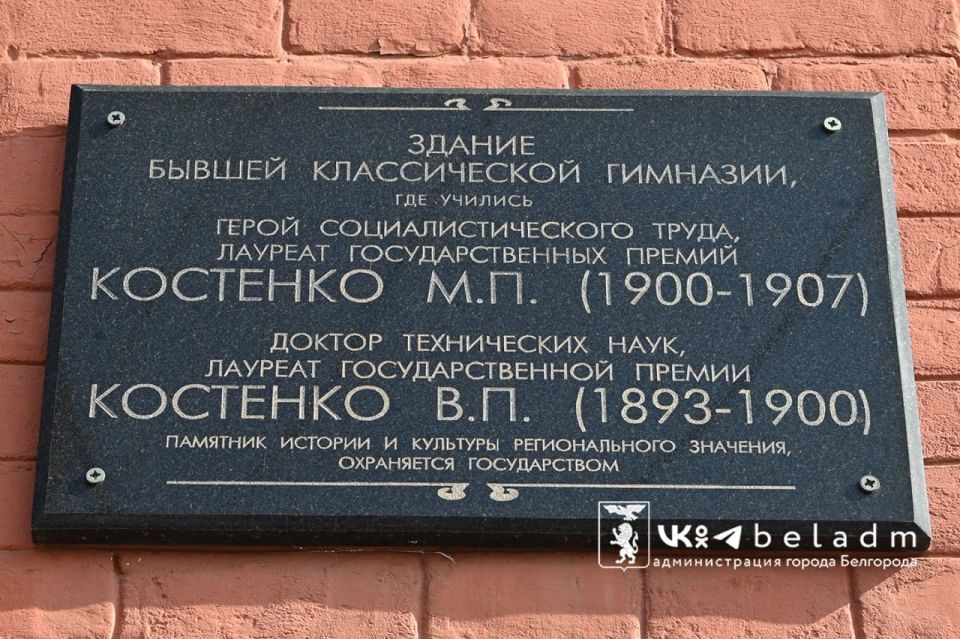 ЗДАНИЕ
БЫВШЕЙ КЛАССИЧЕСКОЙ ГИМНАЗИИ,
ГДЕ УЧИЛИСЬ
ГЕРОЙ СОЦИАЛИСТИЧЕСКОГО ТРУДА,
ЛАУРЕАТ ГОСУДАРСТВЕННЫХ ПРЕМИЙ
КОСТЕНКО М.П. (1900-1907)
ДОКТОР ТЕХНИЧЕСКИХ НАУК,
ЛАУРЕАТ ГОСУДАРСТВЕННОЙ ПРЕМИИ
КОСТЕНКО В.П. (1893-1900)
ПАМЯТНИК ИСТОРИИ И КУЛЬТУРЫ РЕГИОНАЛЬНОГО ЗНАЧЕНИЯ,
ОХРАНЯЕТСЯ ГОСУДАРСТВОМ
beladm
администрация города Белгорода